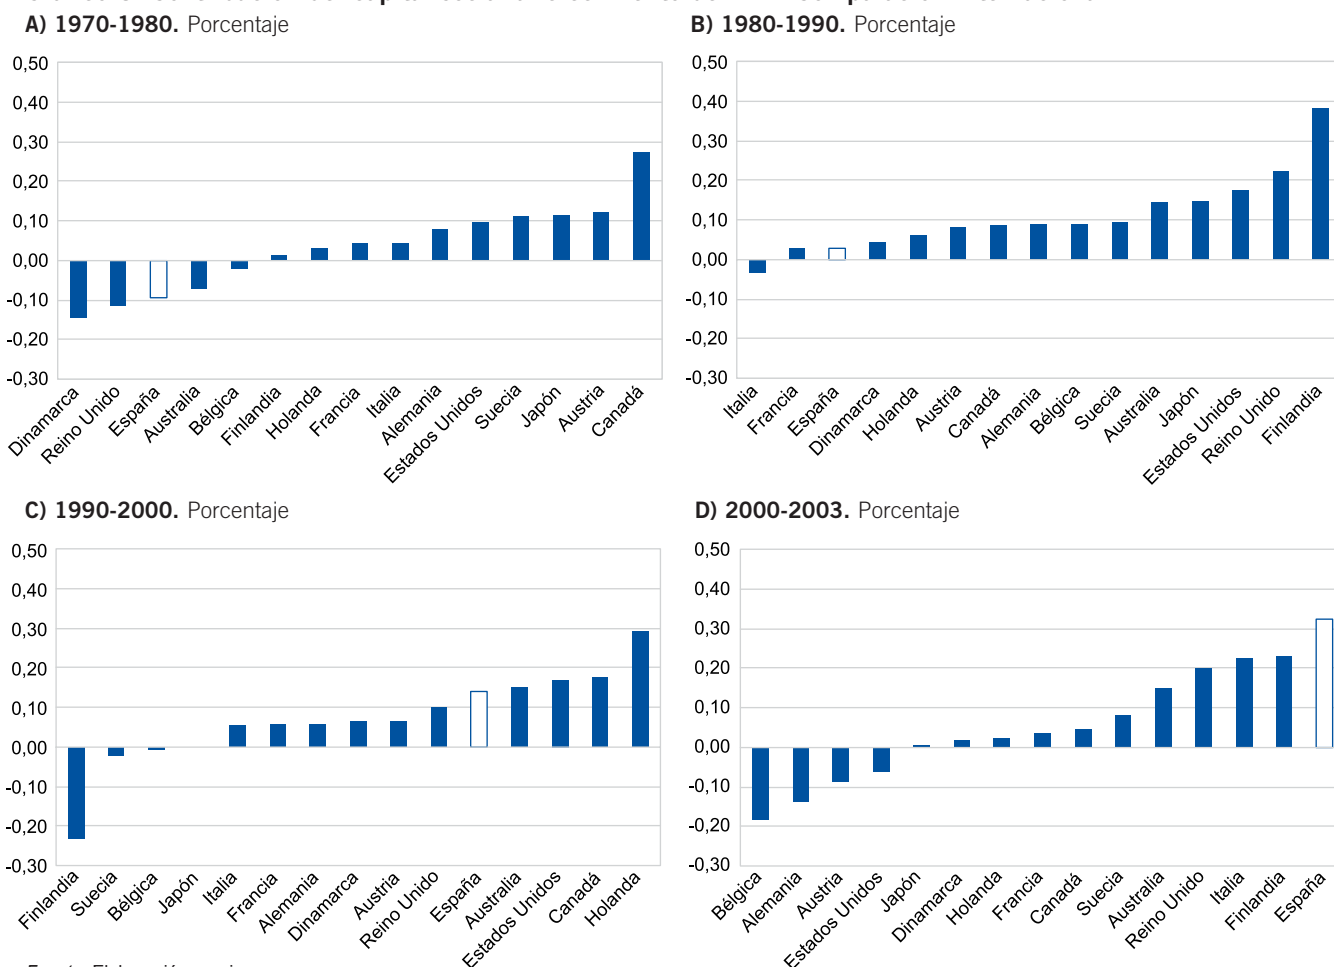 A) 1970-1980. Porcentaje
0,50
0,40
0,30
0,20
0,10
0,00
-0,10
-0,20
-0,30
Dinamarca
Reino Unido
España
Australia
Bélgica
Finlandia
Holanda
Francia
Italia
Alemania
Estados Unidos
Suecia
Japón
Austria
Canadá
B) 1980-1990. Porcentaje
0,50
0,40
0,30
0,20
0,10
0,00
-0,10
-0,20
-0,30
Italia
Francia
España
Dinamarca
Holanda
Austria
Canadá
Alemania
Bélgica
Suecia
Australia
Japón
Estados Unidos
Reino Unido
Finlandia
C) 1990-2000. Porcentaje
0,50
0,40
0,30
0,20
0,10
0,00
-0,10
-0,20
-0,30
Finlandia
Suecia
Bélgica
Japón
Italia
Francia
Alemania
Dinamarca
Austria
Reino Unido
España
Australia
Estados Unidos
Canadá
Holanda
D) 2000-2003. Porcentaje
0,50
0,40
0,30
0,20
0,10
0,00
-0,10
-0,20
-0,30
Bélgica
Alemania
Austria
Estados Unidos
Japón
Dinamarca
Holanda
Francia
Canadá
Suecia
Australia
Reino Unido
Italia
Finlandia
España